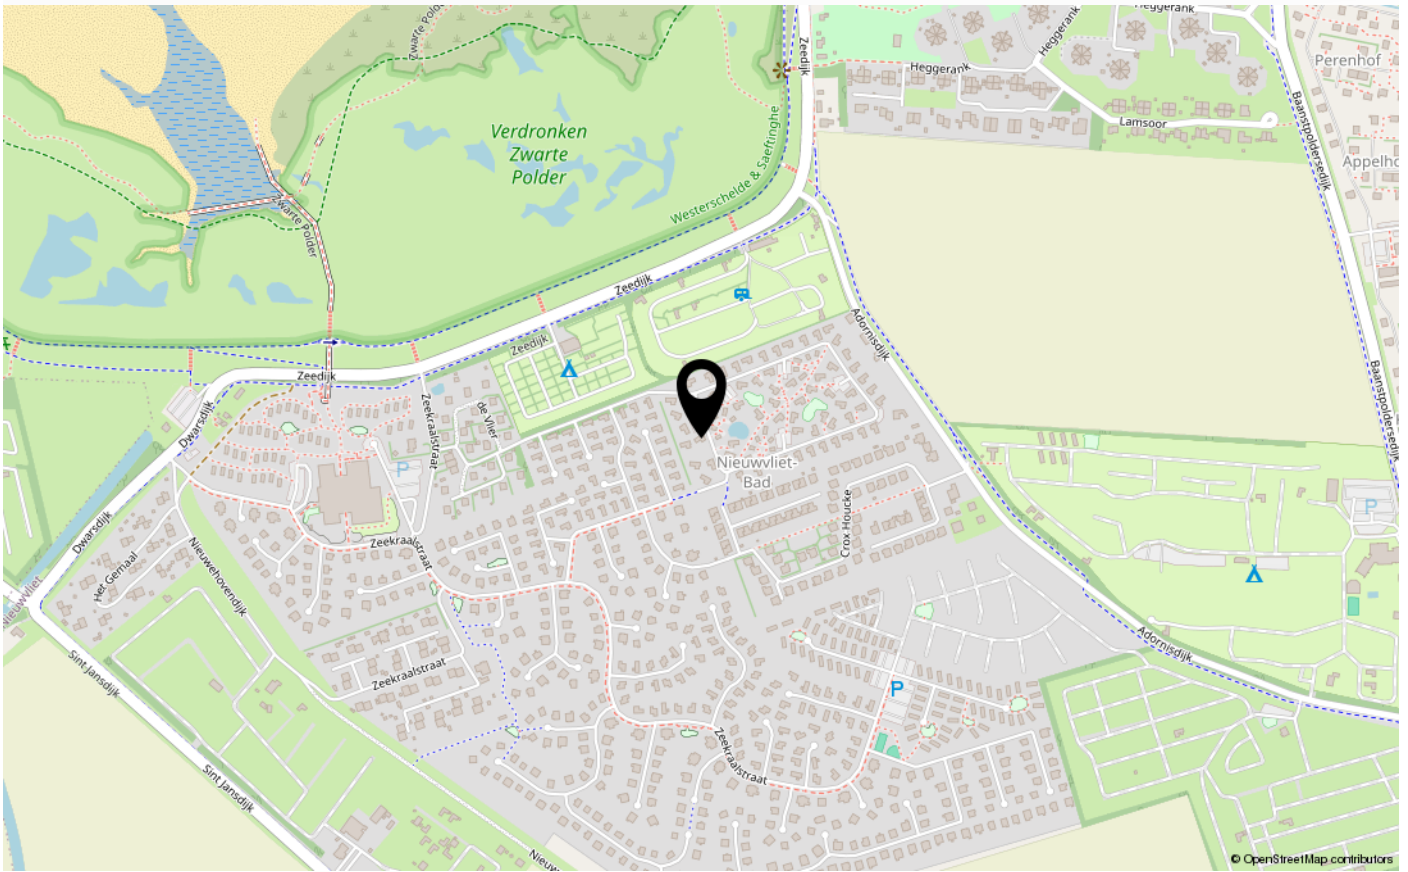 Heggerank
Zwarte Polder
Heggerank
Zeedijk
Perenhof
Heggerank
Baanstpoldersedijk
Lamsoor
Verdronken
Zwarte
Polder
Westerschelde & Saeftinghe
Zwarte Polder
Zeedijk
Adornisdijk
Zeedijk
Zeedijk
Baanstpoldersedijk
Dwarsdijk
Zeekraalstraat
de Vlier
P
Nieuwvliet-
Bad
P
Crox Houcke
Dwarsdijk
Zeekraalstraat
Het Gemaal
Nieuwehovendijk
Nieuwvliet
Adornisdijk
Sint Jansdijk
Zeekraalstraat
P
Zeekraalstraat
Sint Jansdijk
© OpenStreetMap contributors